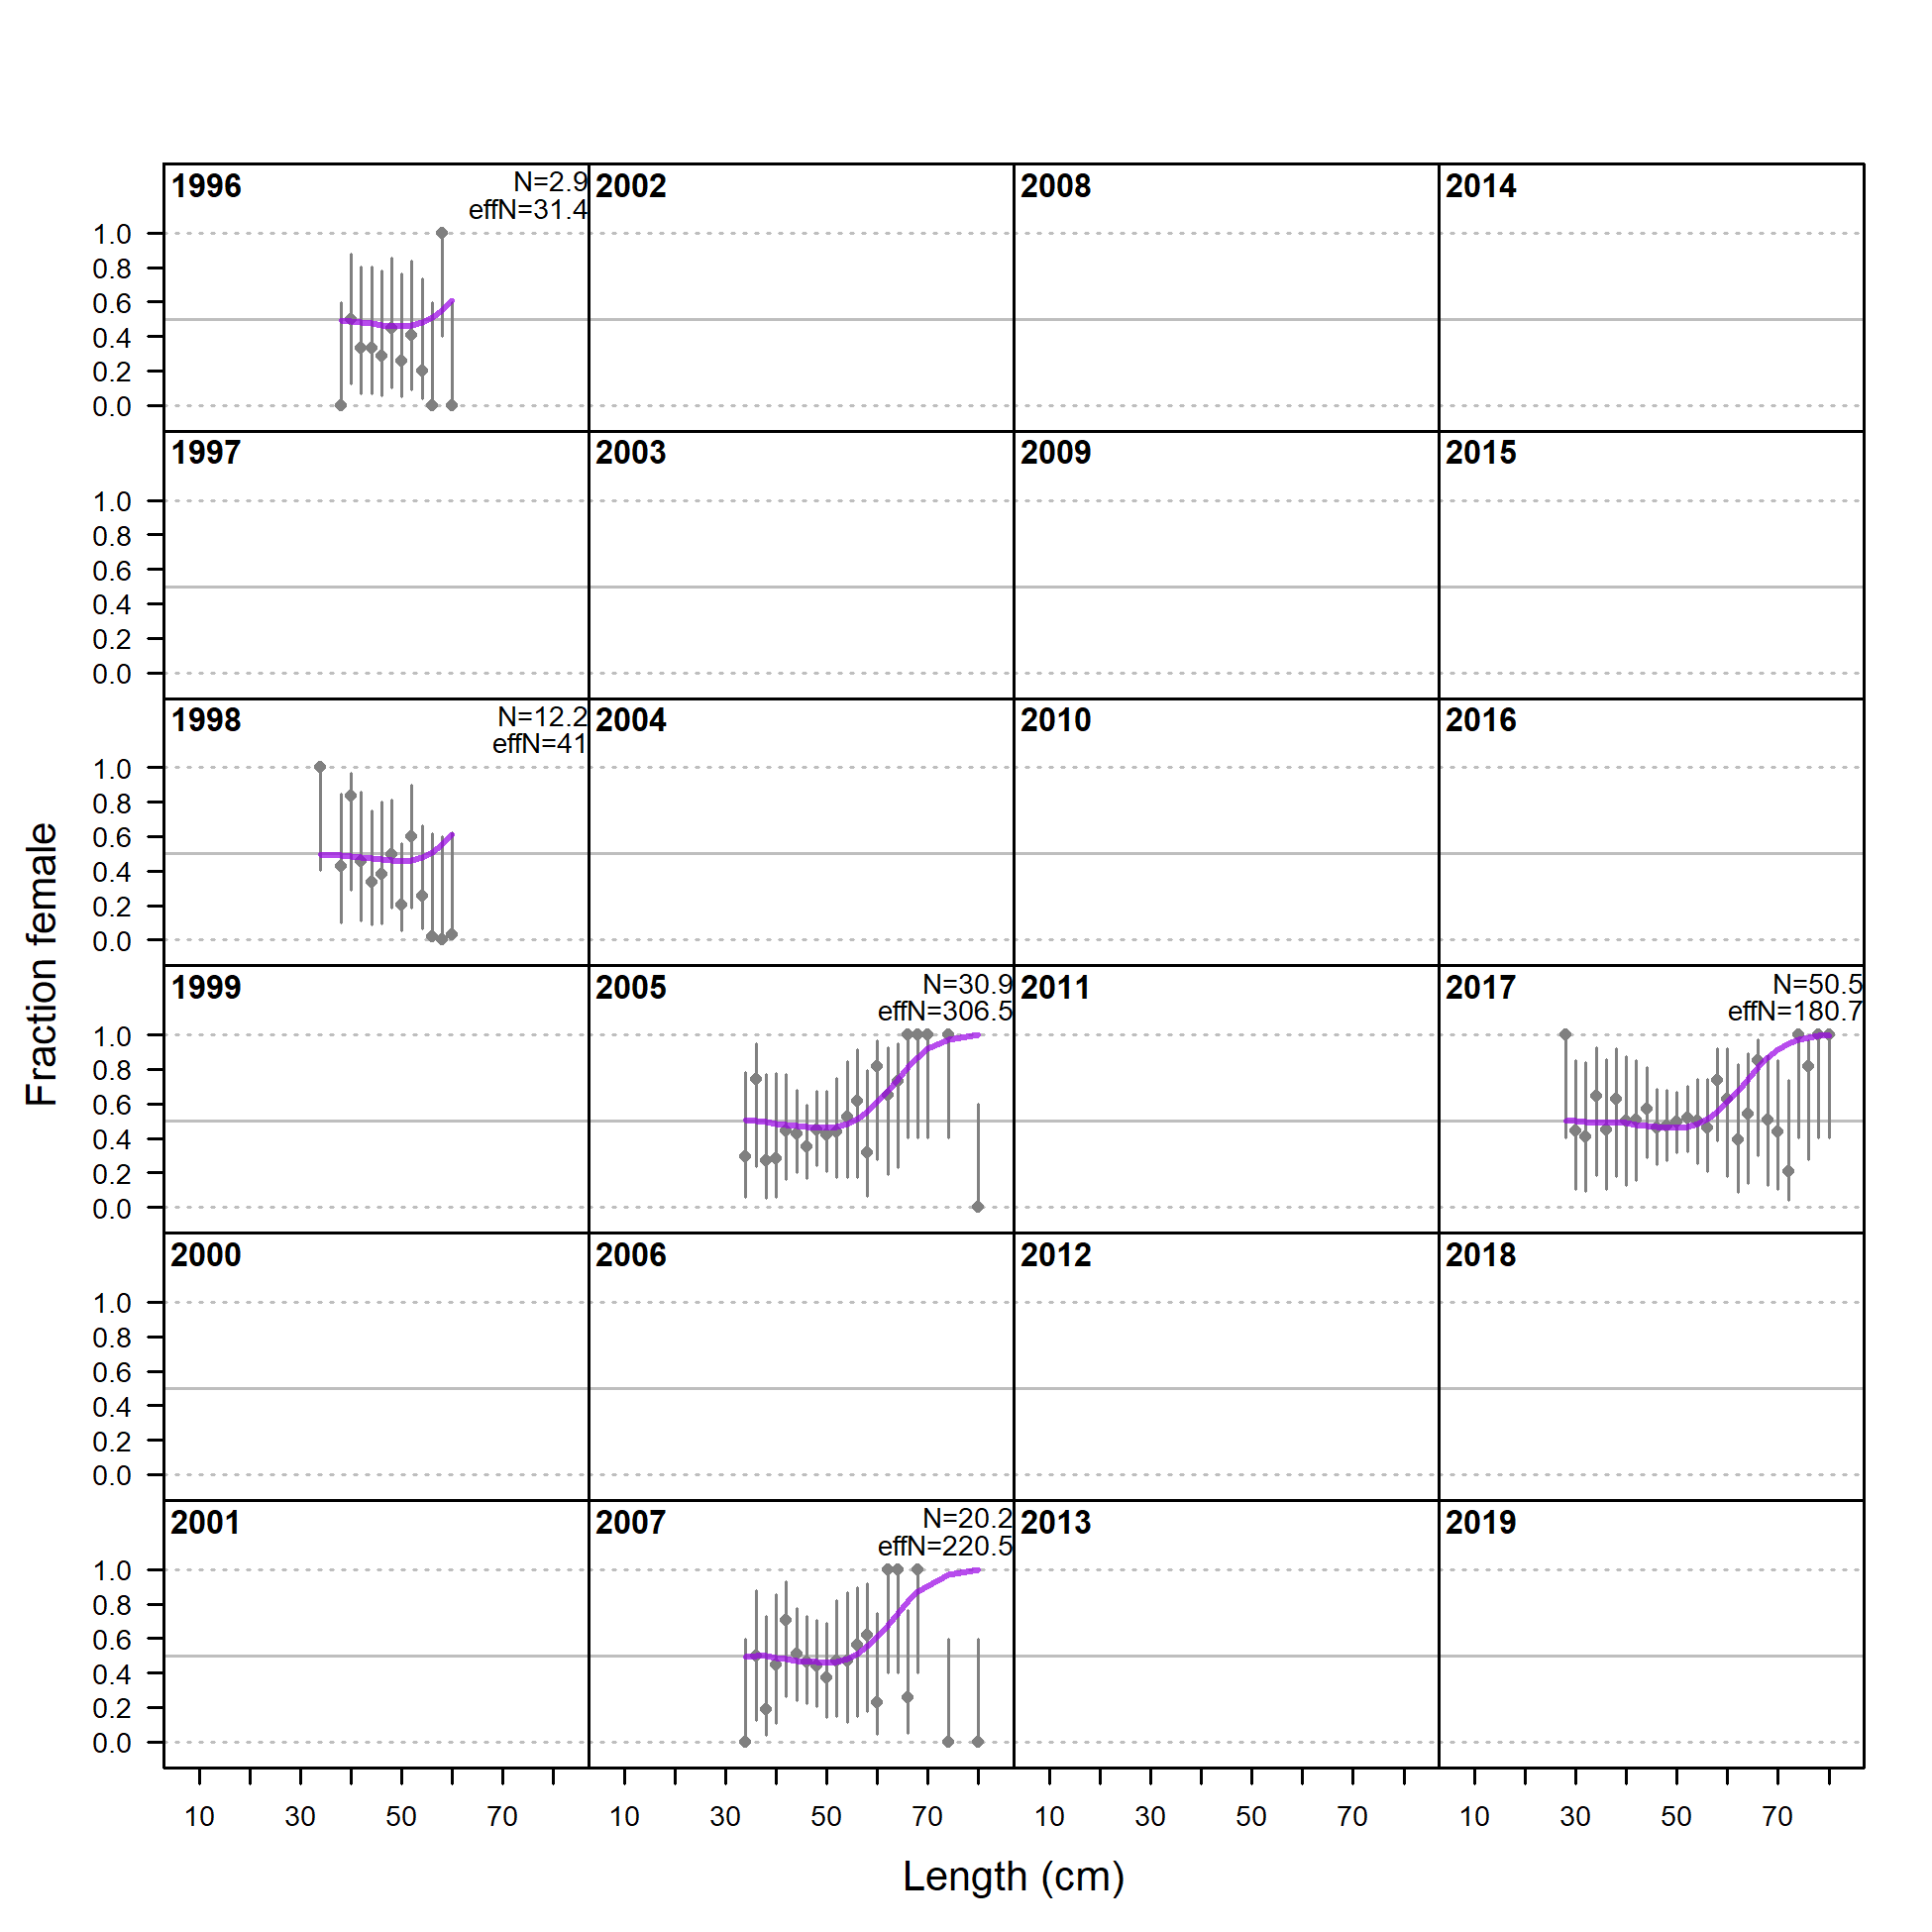 1996 N=2.9 2002 2008 2014
effN=31.4
1.0
0.8
0.6
0.4
0.2
0.0
1997 2003 2009 2015
1.0
0.8
0.6
0.4
0.2
0.0
1998 N=12.2 2004 2010 2016
effN=41
1.0
0.8
0.6
0.4
0.2
0.0
1999 2005 N=30.9 2011 2017 N=50.5
effN=306.5 effN=180.7
1.0
0.8
0.6
0.4
0.2
0.0
2000 2006 2012 2018
1.0
0.8
0.6
0.4
0.2
0.0
2001 2007 N=20.2 2013 2019
effN=220.5
1.0
0.8
0.6
0.4
0.2
0.0
10 30 50 70 10 30 50 70 10 30 50 70 10 30 50 70
Length (cm)
Fraction female